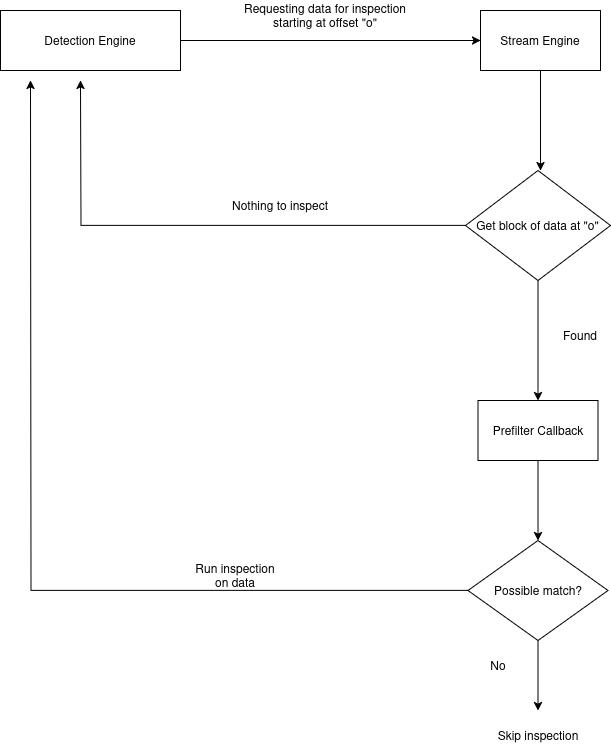 Requesting data for inspection
starting at offset "o"
Detection Engine
Stream Engine
Nothing to inspect
Get block of data at "o"
Found
Prefilter Callback
Run inspection
on data
Possible match?
No
Skip inspection